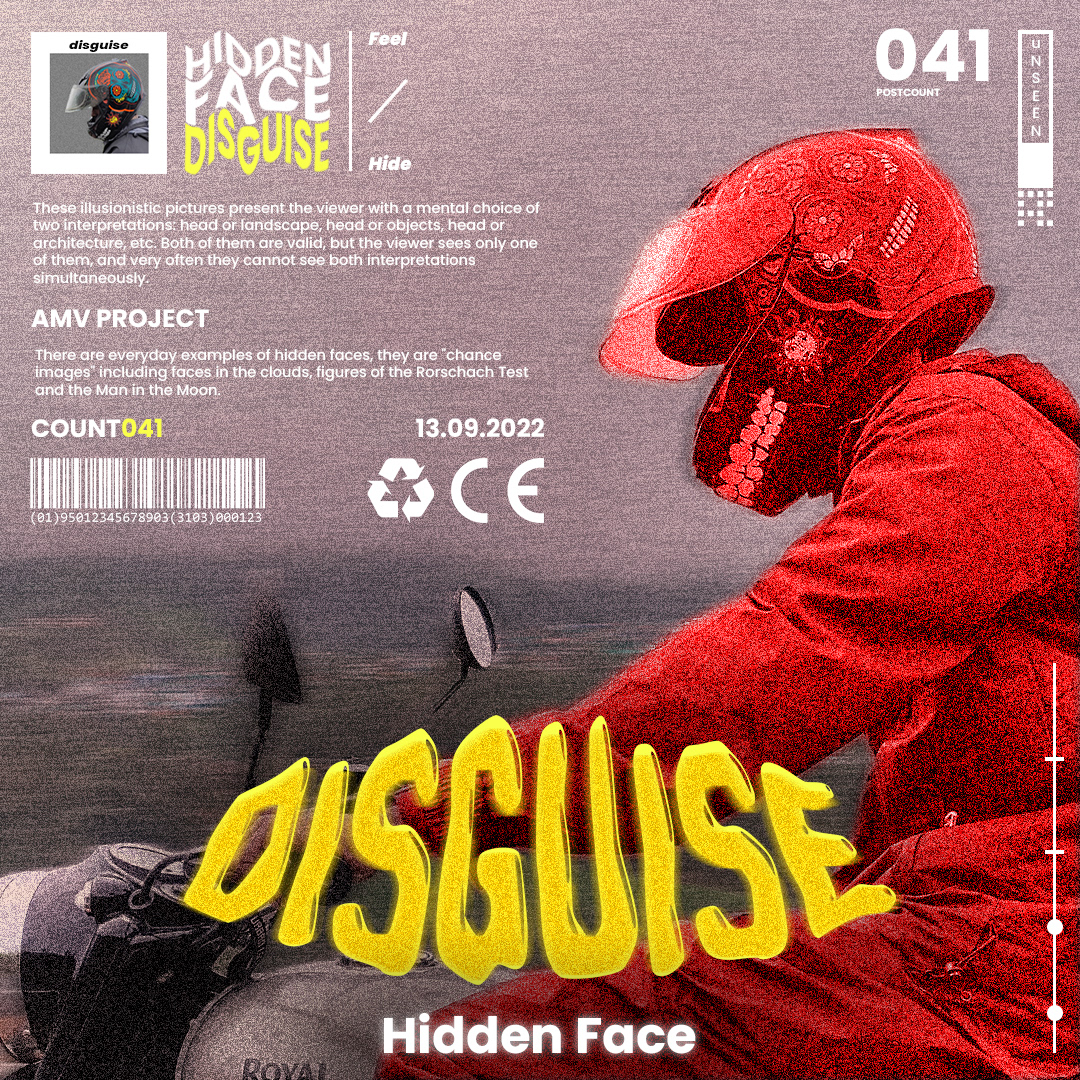 disguise
HIDDEN
FACE
DISGUISE
Feel
Hide
041
POSTCOUNT
UNSEEN
These illusionistic pictures present the viewer with a mental choice of
two interpretations: head or landscape, head or objects, head or
architecture, etc. Both of them are valid, but the viewer sees only one
of them, and very often they cannot see both interpretations
simultaneously.
AMV PROJECT
There are everyday examples of hidden faces, they are "chance
images" including faces in the clouds, figures of the Rorschach Test
and the Man in the Moon.
COUNT041
13.09.2022
(01)95012345678903(3103)000123
CE
DISGUISE
Hidden Face
ROYAL